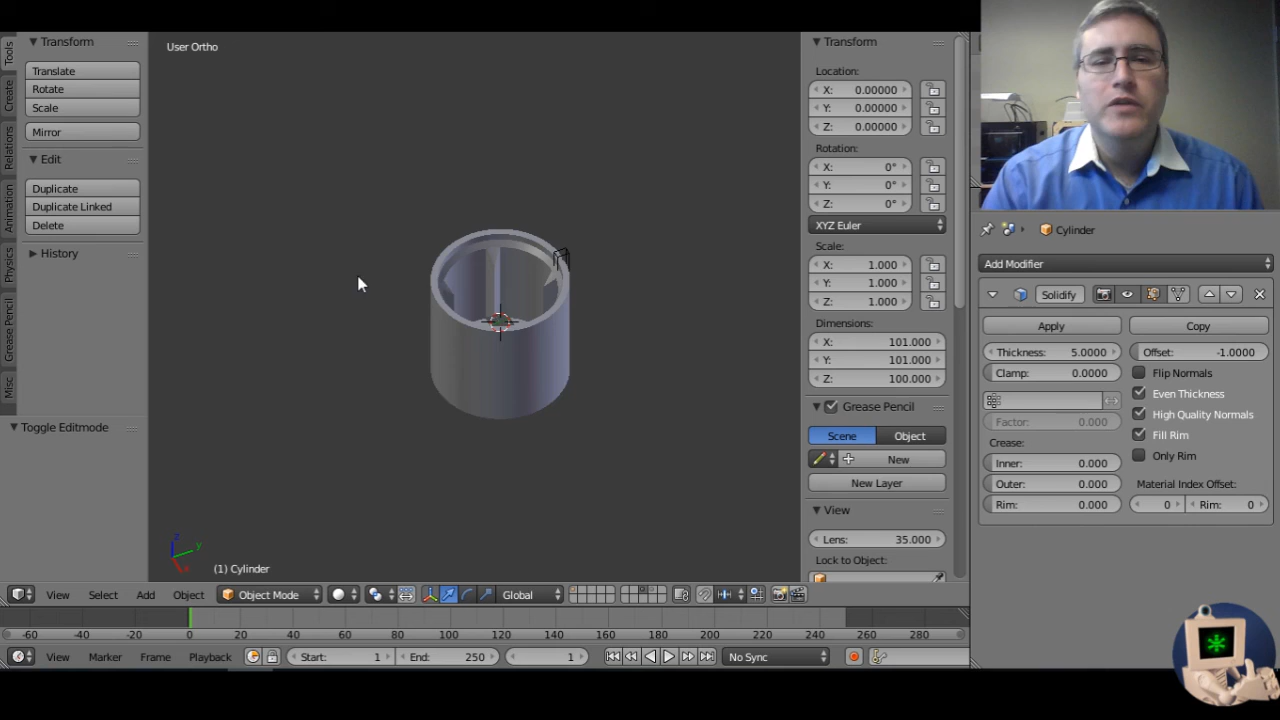 Tools
Create
Relations
Animation
Physics
Grease Pencil
Misc
Transform
Translate
Rotate
Scale
Mirror
Edit
Duplicate
Duplicate Linked
Delete
History
Toggle Editmode
User Ortho
z
y
x
(1) Cylinder
Transform
Location:
X: 0.00000
Y: 0.00000
Z: 0.00000
Rotation:
X: 0°
Y: 0°
Z: 0°
XYZ Euler
Scale:
X: 1.000
Y: 1.000
Z: 1.000
Dimensions:
X: 101.000
Y: 101.000
Z: 100.000
Grease Pencil
Scene Object
New
New Layer
View
Lens: 35.000
Lock to Object:
Cylinder
Add Modifier
Solidify
Apply Copy
Thickness: 5.0000 Offset: -1.0000
Clamp: 0.0000 Flip Normals
Even Thickness
High Quality Normals
Factor: 0.000
Fill Rim
Crease:
Only Rim
Inner: 0.000
Outer: 0.000 Material Index Offset:
Rim: 0.000 0 Rim: 0
View Select Add Object Object Mode Global
-60 -40 -20 0 20 40 60 80 100 120 140 160 180 200 220 240 260 280
View Marker Frame Playback Start: 1 End: 250 1 No Sync